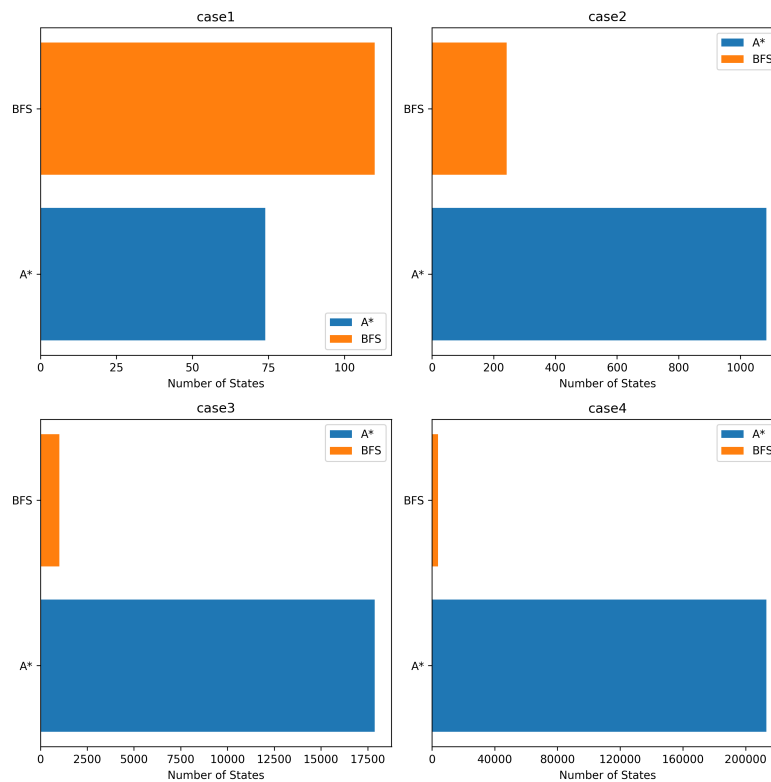 case1
BFS
A*
A*
BFS
0 25 50 75 100
Number of States
case2
A*
BFS
BFS
A*
0 200 400 600 800 1000
Number of States
case3
A*
BFS
BFS
A*
0 2500 5000 7500 10000 12500 15000 17500
Number of States
case4
A*
BFS
BFS
A*
0 40000 80000 120000 160000 200000
Number of States